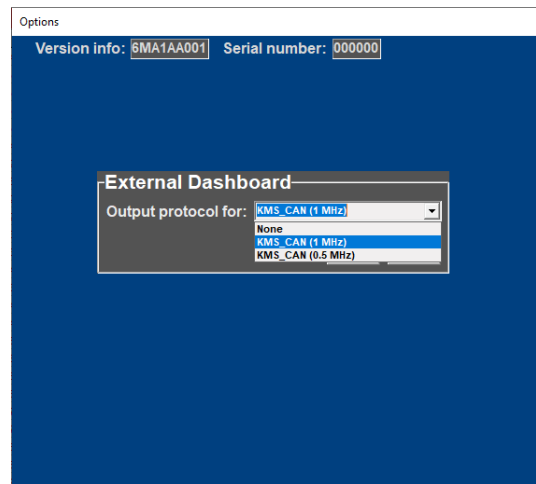 Options
Version info: 6MA1AA001 Serial number: 000000
External Dashboard
Output protocol for: KMS_CAN (1 MHz)
None
KMS_CAN (1 MHz)
KMS_CAN (0.5 MHz)